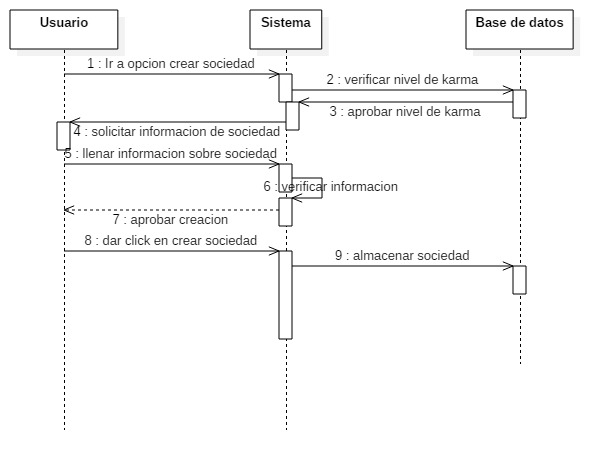 Usuario
Sistema
Base de datos
1 : Ir a opcion crear sociedad
2 : verificar nivel de karma
3 : aprobar nivel de karma
4 : solicitar informacion de sociedad
5 : llenar informacion sobre sociedad
6 : verificar informacion
7 : aprobar creacion
8 : dar click en crear sociedad
9 : almacenar sociedad